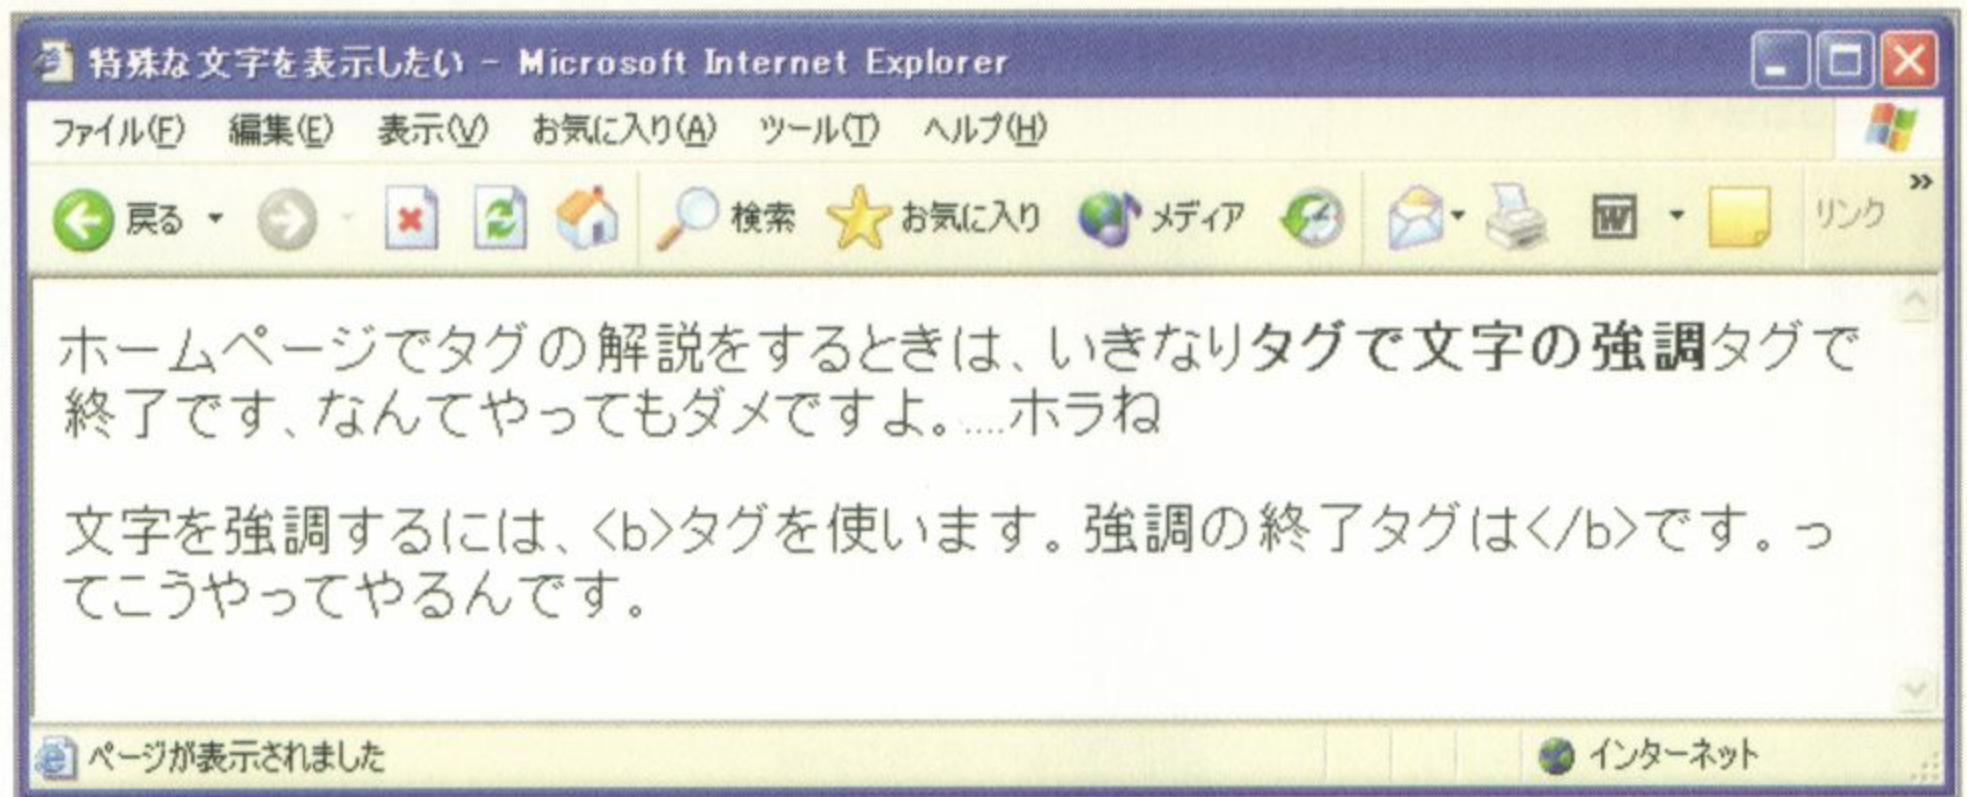 特殊な文字を表示したい - Microsoft Internet Explorer
ファイル(F) 編集(E) 表示(V) お気に入り(A) ツール(T) ヘルプ(H)
戻る 検索 お気に入り メディア W リンク »
ホームページでタグの解説をするときは、いきなりタグで文字の強調タグで
終了です、なんてやってもダメですよ。....ホラね
文字を強調するには、<b>タグを使います。強調の終了タグは</b>です。っ
てこうやってやるんです。
ページが表示されました インターネット